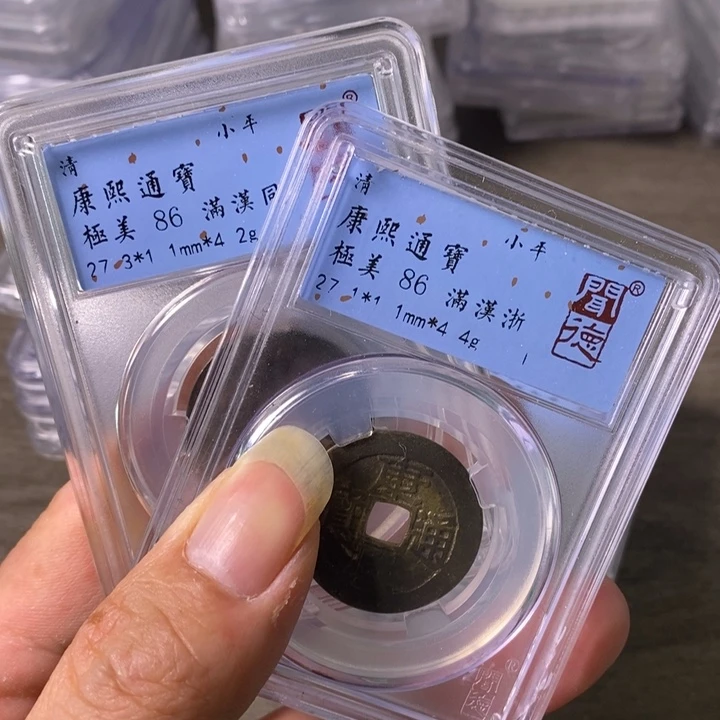 清 小平
康熙通寶
極美 86 滿漢同
27.3*1.1mm*4.2g
®
清 小平
康熙通寶
極美 86 滿漢浙
27.1*1.1mm*4.4g
聞德®